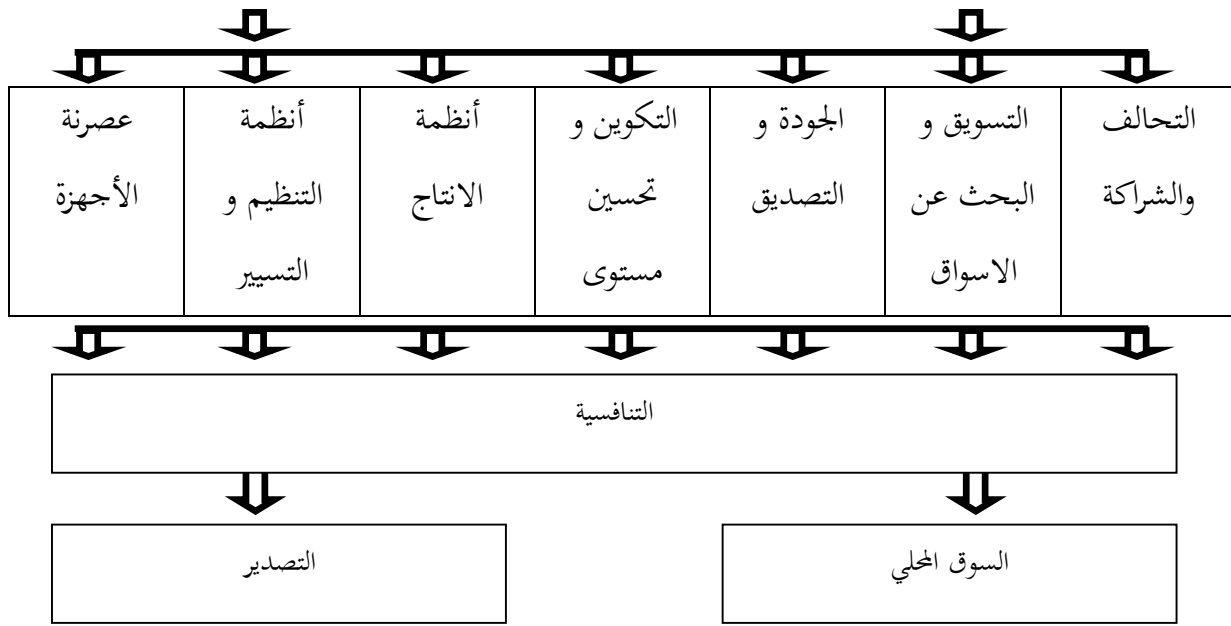 التحالف
والشراكة
التسويق و
البحث عن
الاسواق
الجودة و
التصديق
التكوين و
تحسين
مستوى
أنظمة
الانتاج
أنظمة
التنظيم و
التسيير
عصرنة
الأجهزة
التنافسية
السوق المحلي
التصدير